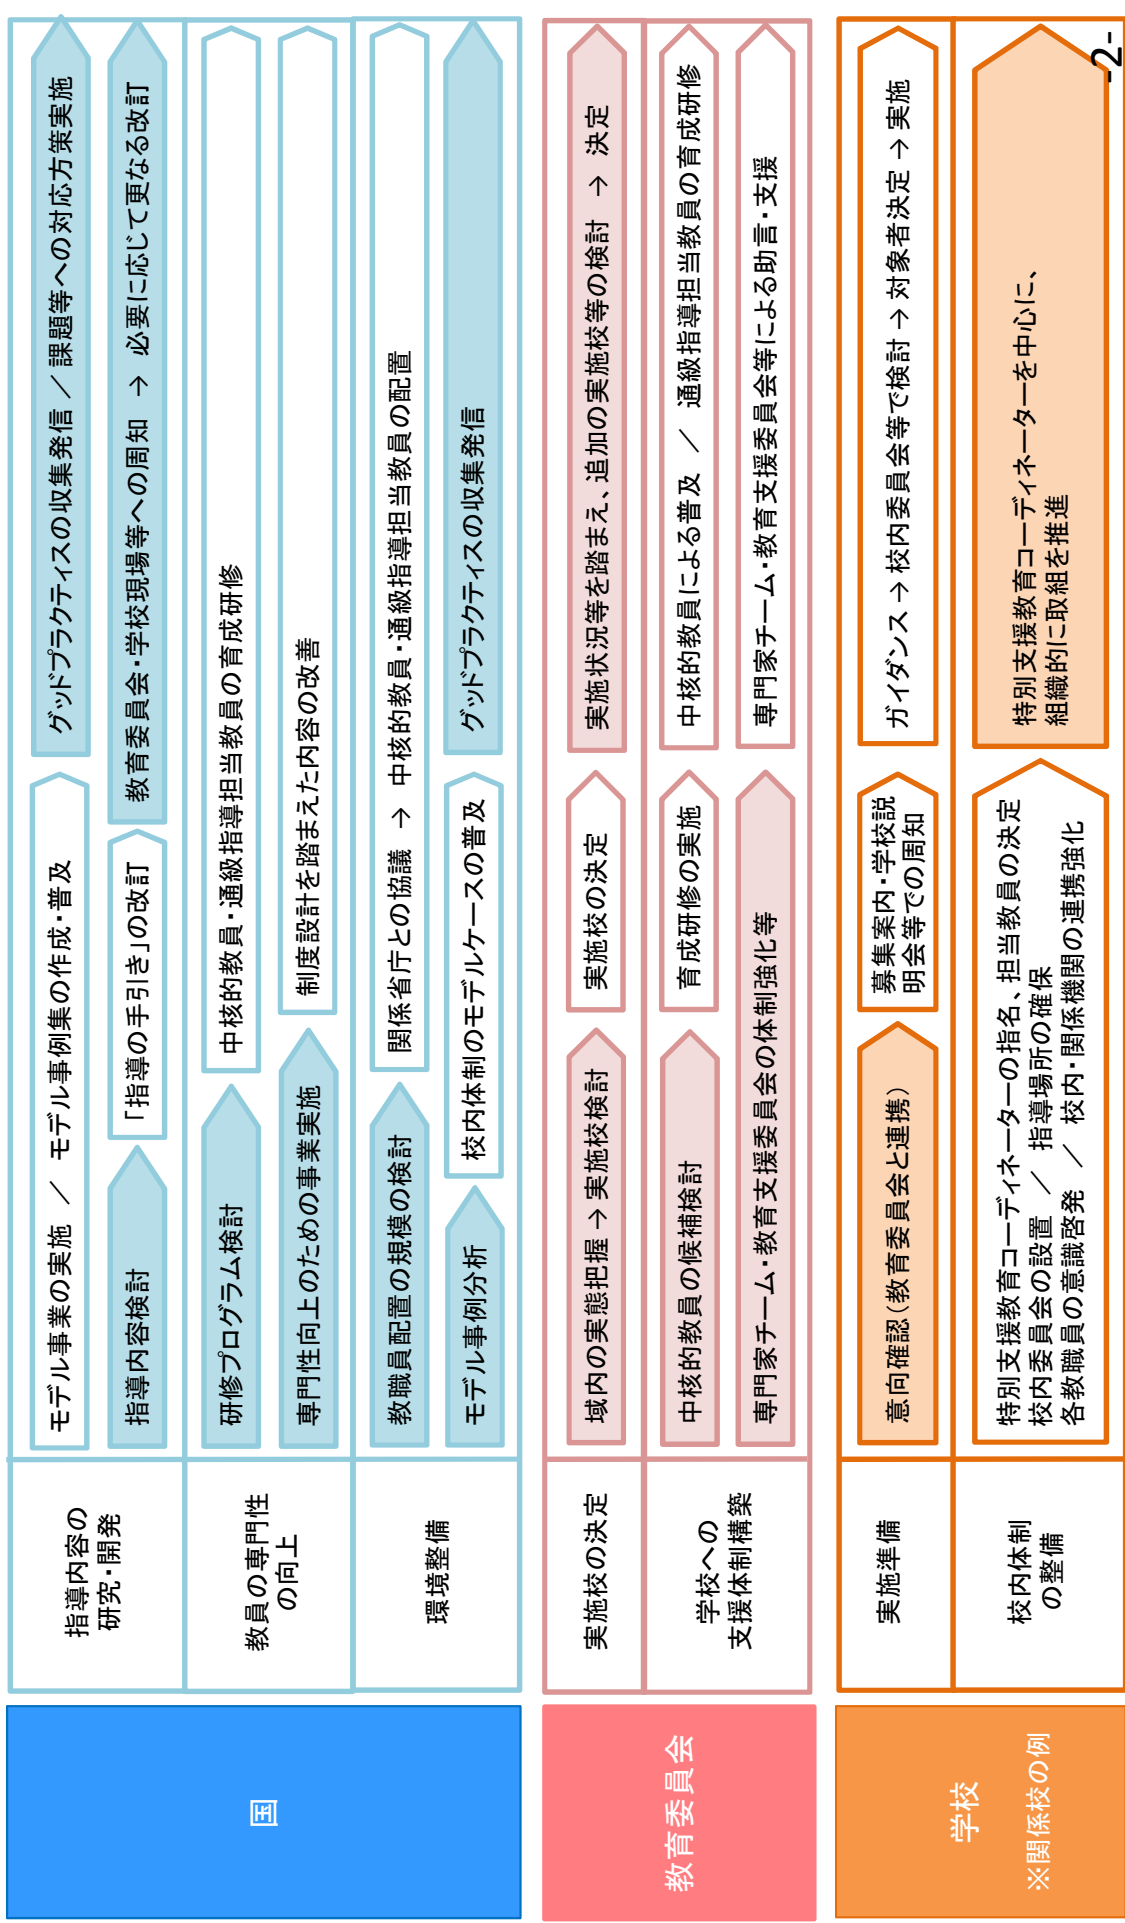 国
指導内容の
研究・開発
モデル事業の実施 ／ モデル事例集の作成・普及
グッドプラクティスの収集発信 ／ 課題等への対応方策実施
指導内容検討
「指導の手引き」の改訂
教育委員会・学校現場等への周知 → 必要に応じて更なる改訂
教員の専門性
の向上
研修プログラム検討
中核的教員・通級指導担当教員の育成研修
専門性向上のための事業実施
制度設計を踏まえた内容の改善
環境整備
教職員配置の規模の検討
関係省庁との協議 → 中核的教員・通級指導担当教員の配置
モデル事例分析
校内体制のモデルケースの普及
グッドプラクティスの収集発信
教育委員会
実施校の決定
域内の実態把握 → 実施校検討
実施校の決定
実施状況等を踏まえ、追加の実施校等の検討 → 決定
学校への
支援体制構築
中核的教員の候補検討
育成研修の実施
中核的教員による普及 ／ 通級指導担当教員の育成研修
専門家チーム・教育支援委員会の体制強化等
専門家チーム・教育支援委員会等による助言・支援
学校
※関係校の例
実施準備
意向確認（教育委員会と連携）
募集案内・学校説
明会等での周知
ガイダンス → 校内委員会等で検討 → 対象者決定 → 実施
校内体制
の整備
特別支援教育コーディネーターの指名、担当教員の決定
校内委員会の設置 ／ 指導場所の確保
各教職員の意識啓発 ／ 校内・関係機関の連携強化
特別支援教育コーディネーターを中心に、
組織的に取組を推進
-2-